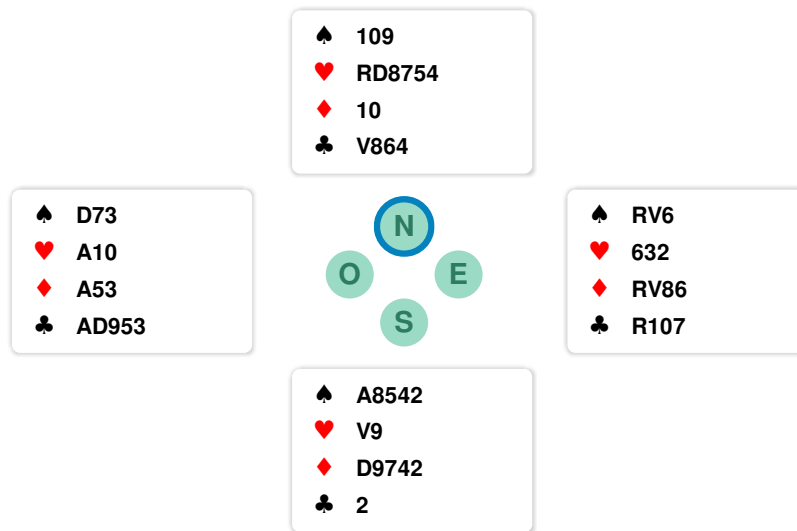 ♠ 109
♥ RD8754
♦ 10
♣ V864
♠ D73
♥ A10
♦ A53
♣ AD953
N
O
E
S
♠ RV6
♥ 632
♦ RV86
♣ R107
♠ A8542
♥ V9
♦ D9742
♣ 2